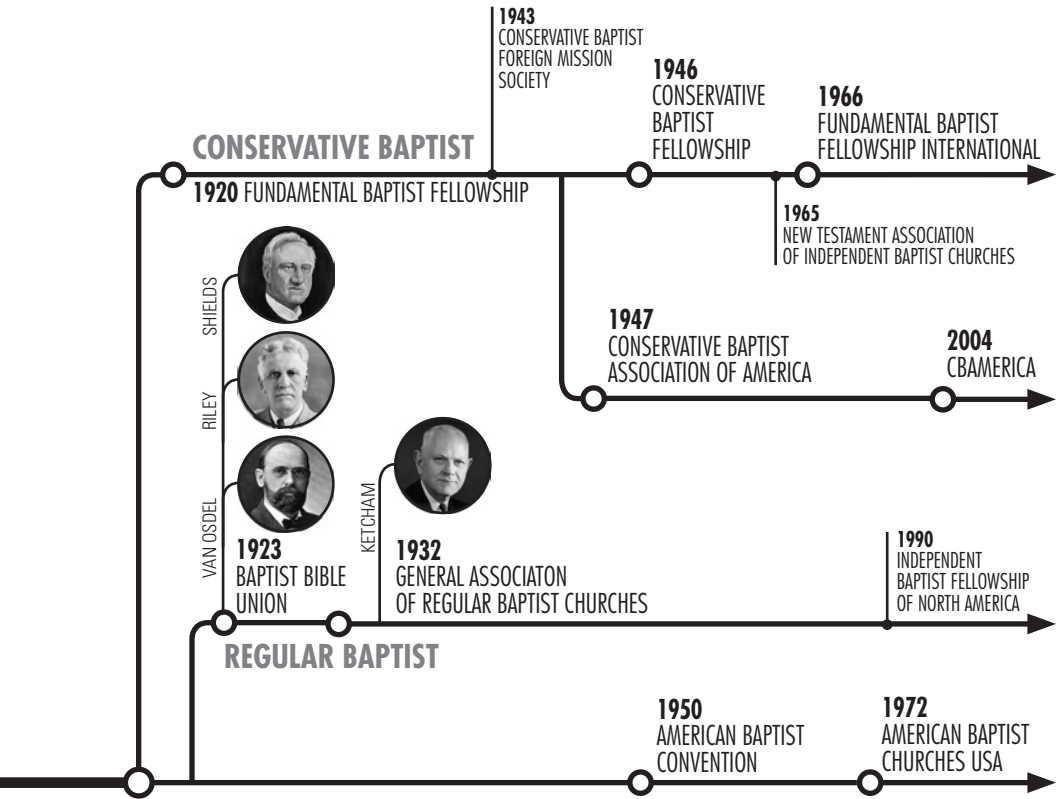 1943
CONSERVATIVE BAPTIST
FOREIGN MISSION
SOCIETY
1946
CONSERVATIVE
BAPTIST
FELLOWSHIP
1966
FUNDAMENTAL BAPTIST
FELLOWSHIP INTERNATIONAL
CONSERVATIVE BAPTIST
1920 FUNDAMENTAL BAPTIST FELLOWSHIP
1965
NEW TESTAMENT ASSOCIATION
OF INDEPENDENT BAPTIST CHURCHES
SHIELDS
RILEY
VAN OSDEL
1947
CONSERVATIVE BAPTIST
ASSOCIATION OF AMERICA
2004
CBAMERICA
1923
BAPTIST BIBLE
UNION
KETCHAM
1932
GENERAL ASSOCIATON
OF REGULAR BAPTIST CHURCHES
1990
INDEPENDENT
BAPTIST FELLOWSHIP
OF NORTH AMERICA
REGULAR BAPTIST
1950
AMERICAN BAPTIST
CONVENTION
1972
AMERICAN BAPTIST
CHURCHES USA